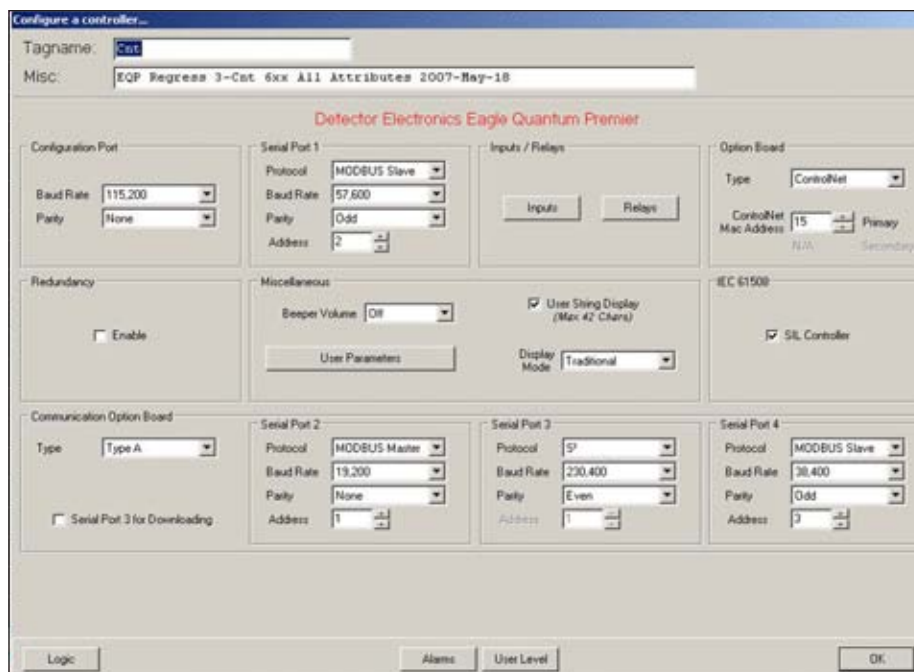 Configure a controller...
Tagname: Cnt
Misc: EQP Regress 3-Cnt 6xx All Attributes 2007-May-18
Detector Electronics Eagle Quantum Premier
Configuration Port
Baud Rate 115,200
Parity None
Serial Port 1
Protocol MODBUS Slave
Baud Rate 57,600
Parity Odd
Address 2
Inputs / Relays
Inputs Relays
Option Board
Type ControlNet
ControlNet
Mac Address 15 Primary
N/A Secondary
Redundancy
Enable
Miscellaneous
Beeper Volume Off
User Parameters
User String Display
(Max 42 Chars)
Display
Mode Traditional
IEC 61508
SIL Controller
Communication Option Board
Type Type A
Serial Port 3 for Downloading
Serial Port 2
Protocol MODBUS Master
Baud Rate 19,200
Parity None
Address 1
Serial Port 3
Protocol S³
Baud Rate 230,400
Parity Even
Address 1
Serial Port 4
Protocol MODBUS Slave
Baud Rate 38,400
Parity Odd
Address 3
Logic Alarms User Level OK